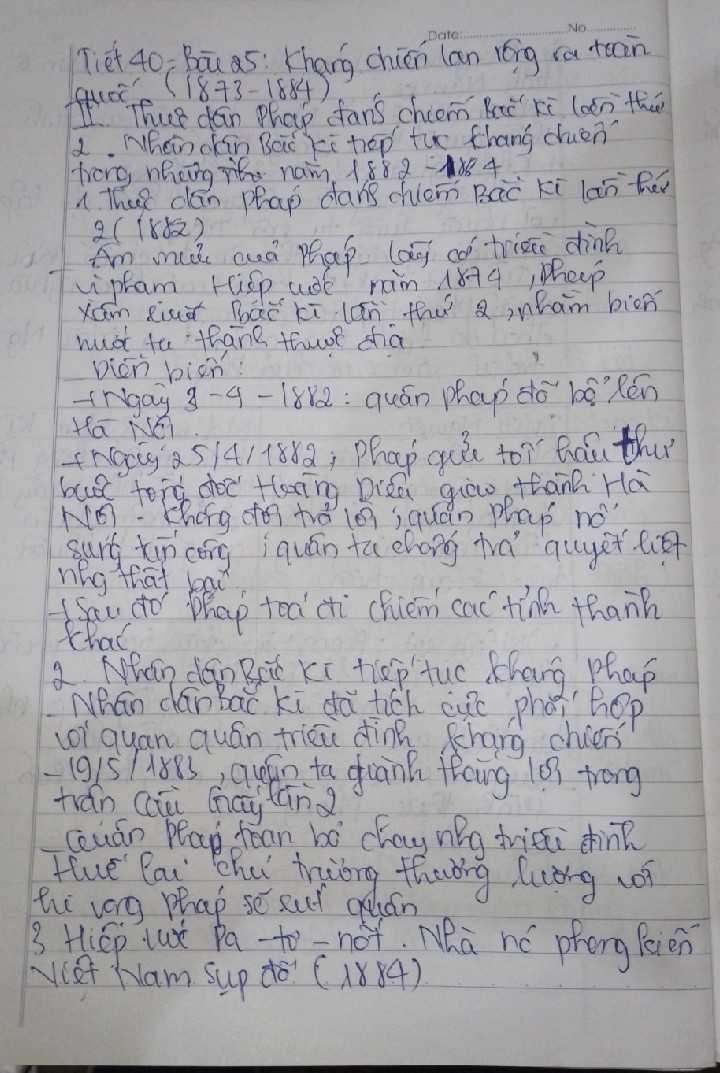 Date: No
Tiết 40 - Bài 25: Kháng chiến lan rộng ra toàn
quốc (1873-1884)
II. Thực dân Pháp đánh chiếm Bắc Kì lần thứ
2. Nhân dân Bắc Kì tiếp tục kháng chiến
trong những năm 1882 - 1884
1. Thực dân Pháp đánh chiếm Bắc Kì lần thứ
2 (1882)
- Âm mưu của Pháp lấy cớ triều đình
vi phạm Hiệp ước năm 1874, Pháp
xâm lược Bắc Kì lần thứ 2, nhằm biến
nước ta thành thuộc địa
Diễn biến:
+ Ngày 3-4-1882: quân Pháp đổ bộ lên
Hà Nội.
+ Ngày 25/4/1882, Pháp gửi tối hậu thư
buộc tổng đốc Hoàng Diệu giao thành Hà
Nội. Không đợi trả lời, quân Pháp nổ
súng tấn công, quân ta chống trả quyết liệt
nhg thất bại
+ Sau đó Pháp toả đi chiếm các tỉnh thành
khác
2. Nhân dân Bắc Kì tiếp tục kháng Pháp
- Nhân dân Bắc Kì đã tích cực phối hợp
với quan quân triều đình kháng chiến
- 19/5/1883, quân ta giành thắng lợi trong
trận Cầu Giấy lần 2
- Quân Pháp toan bỏ chạy nhg triều đình
Huế lại chủ trương thương lượng với
hi vọng Pháp sẽ rút quân
3 Hiệp ước Pa-tơ-nốt. Nhà nc phong kiến
Việt Nam sụp đổ (1884)